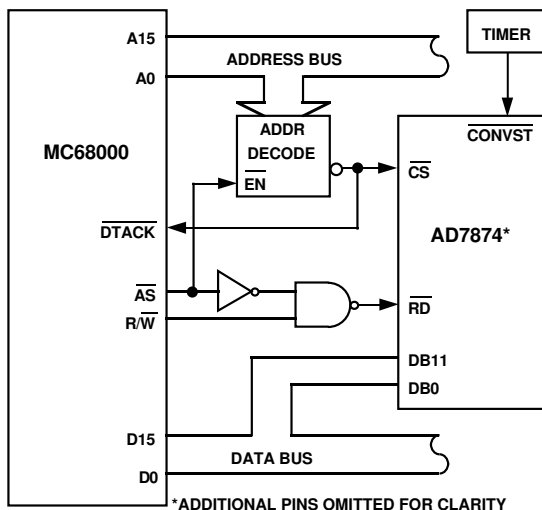 A15
ADDRESS BUS
TIMER
A0
ADDR
DECODE
EN
MC68000
CONVST
CS
DTACK
AD7874*
AS
R/W
RD
DB11
DB0
D15
DATA BUS
D0
*ADDITIONAL PINS OMITTED FOR CLARITY